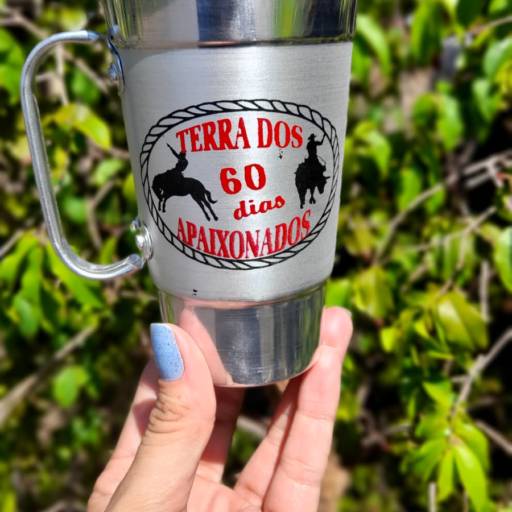 TERRA DOS
60
dias
APAIXONADOS